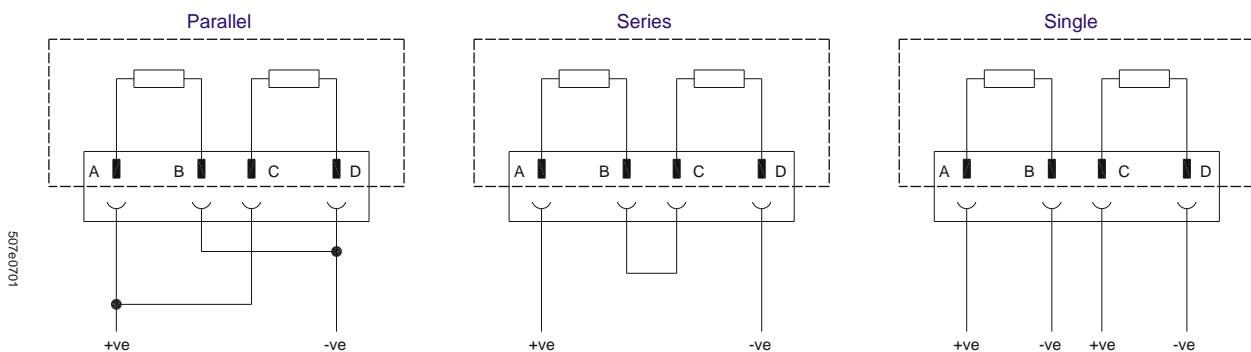 Parallel
Series
Single
A B C D
A B C D
A B C D
+ve -ve
+ve -ve
+ve -ve +ve -ve
507e0701